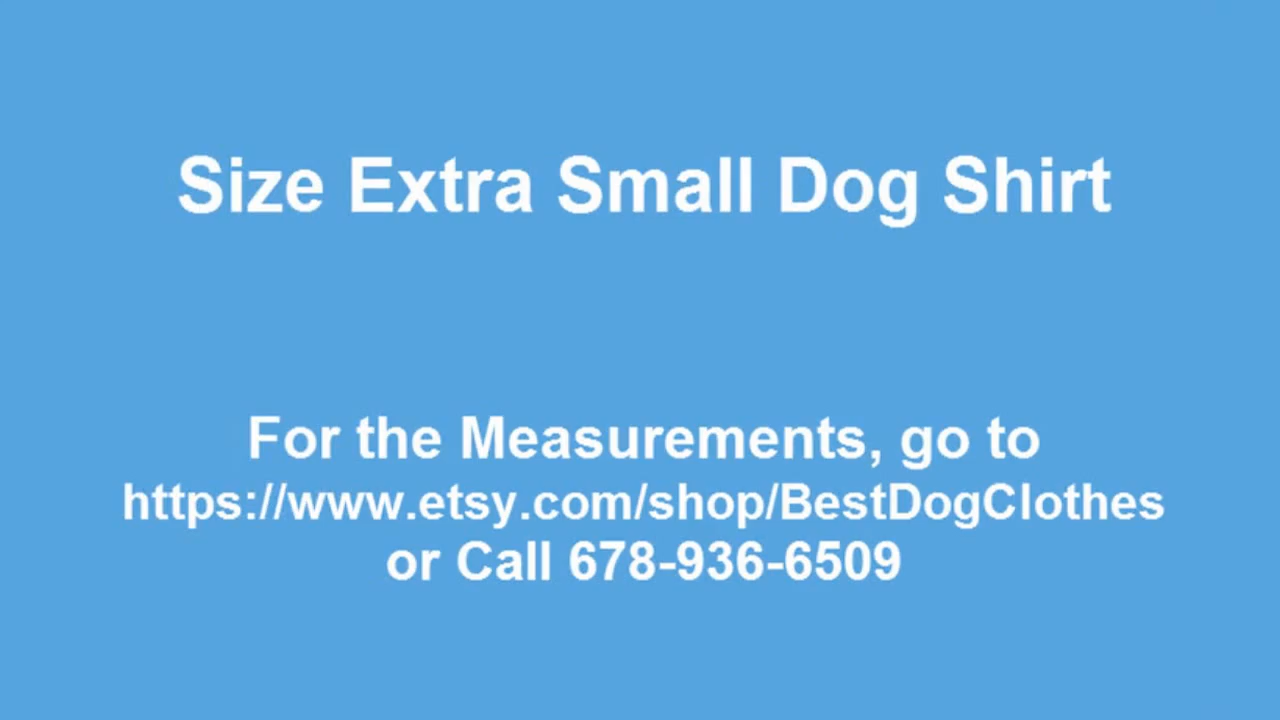 Size Extra Small Dog Shirt
For the Measurements, go to
https://www.etsy.com/shop/BestDogClothes
or Call 678-936-6509